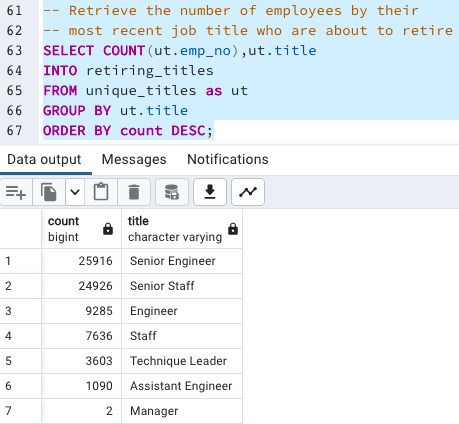 61 -- Retrieve the number of employees by their
62 -- most recent job title who are about to retire
63 SELECT COUNT(ut.emp_no),ut.title
64 INTO retiring_titles
65 FROM unique_titles as ut
66 GROUP BY ut.title
67 ORDER BY count DESC;
Data output Messages Notifications
count title
bigint character varying
1 25916 Senior Engineer
2 24926 Senior Staff
3 9285 Engineer
4 7636 Staff
5 3603 Technique Leader
6 1090 Assistant Engineer
7 2 Manager